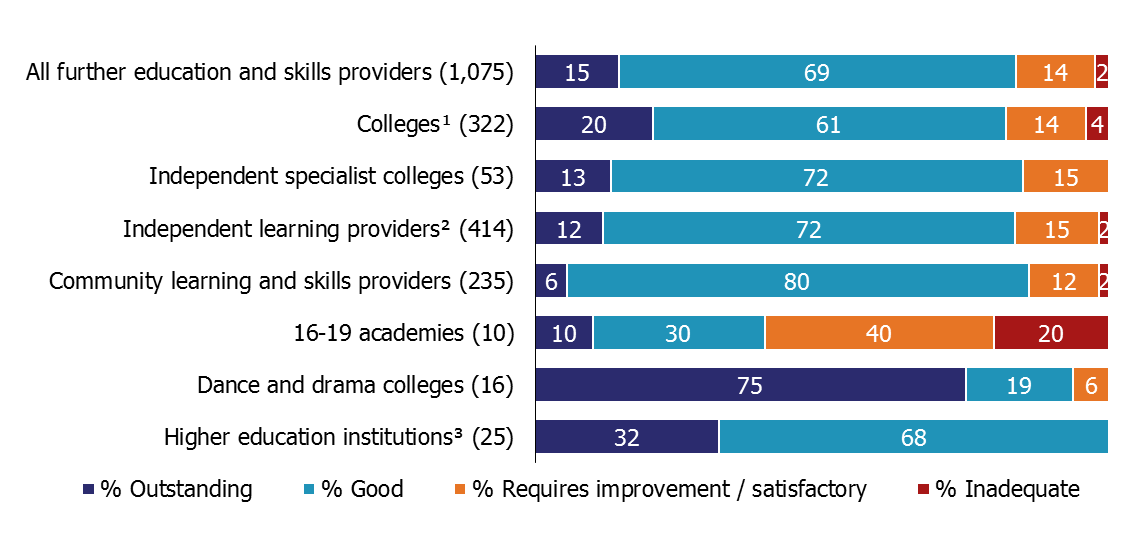 All further education and skills providers (1,075) 15 69 14 2
Colleges¹ (322) 20 61 14 4
Independent specialist colleges (53) 13 72 15
Independent learning providers² (414) 12 72 15 2
Community learning and skills providers (235) 6 80 12 2
16-19 academies (10) 10 30 40 20
Dance and drama colleges (16) 75 19 6
Higher education institutions³ (25) 32 68
% Outstanding % Good % Requires improvement / satisfactory % Inadequate